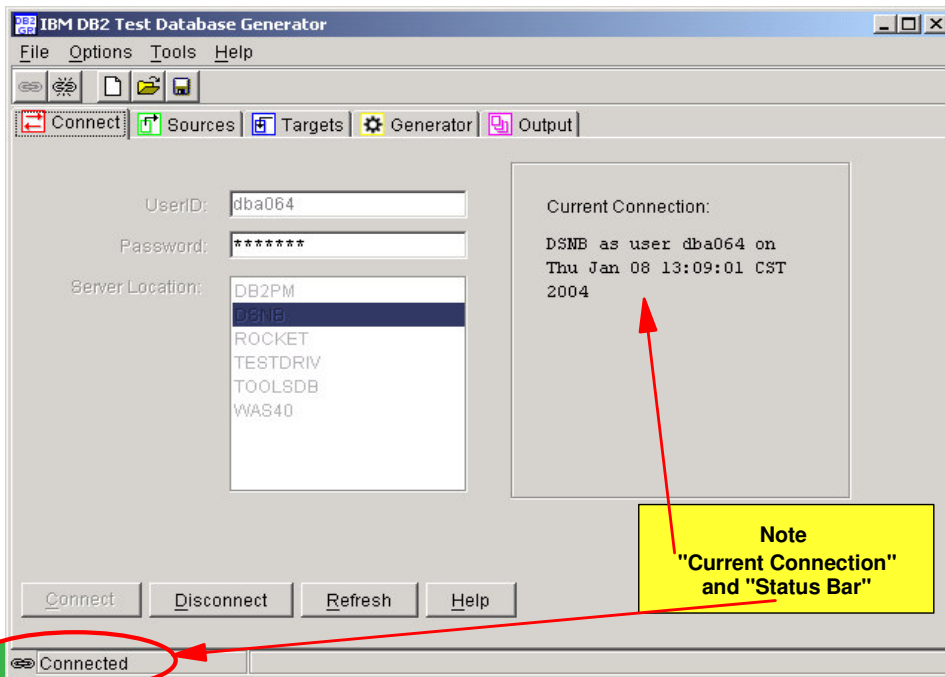 DB2 GR IBM DB2 Test Database Generator
File Options Tools Help
Connect Sources Targets Generator Output
UserID: dba064
Password: *******
Server Location:
DB2PM
DSNB
ROCKET
TESTDRIV
TOOLSDB
WAS40
Current Connection:
DSNB as user dba064 on
Thu Jan 08 13:09:01 CST
2004
Note
"Current Connection"
and "Status Bar"
Connect Disconnect Refresh Help
Connected